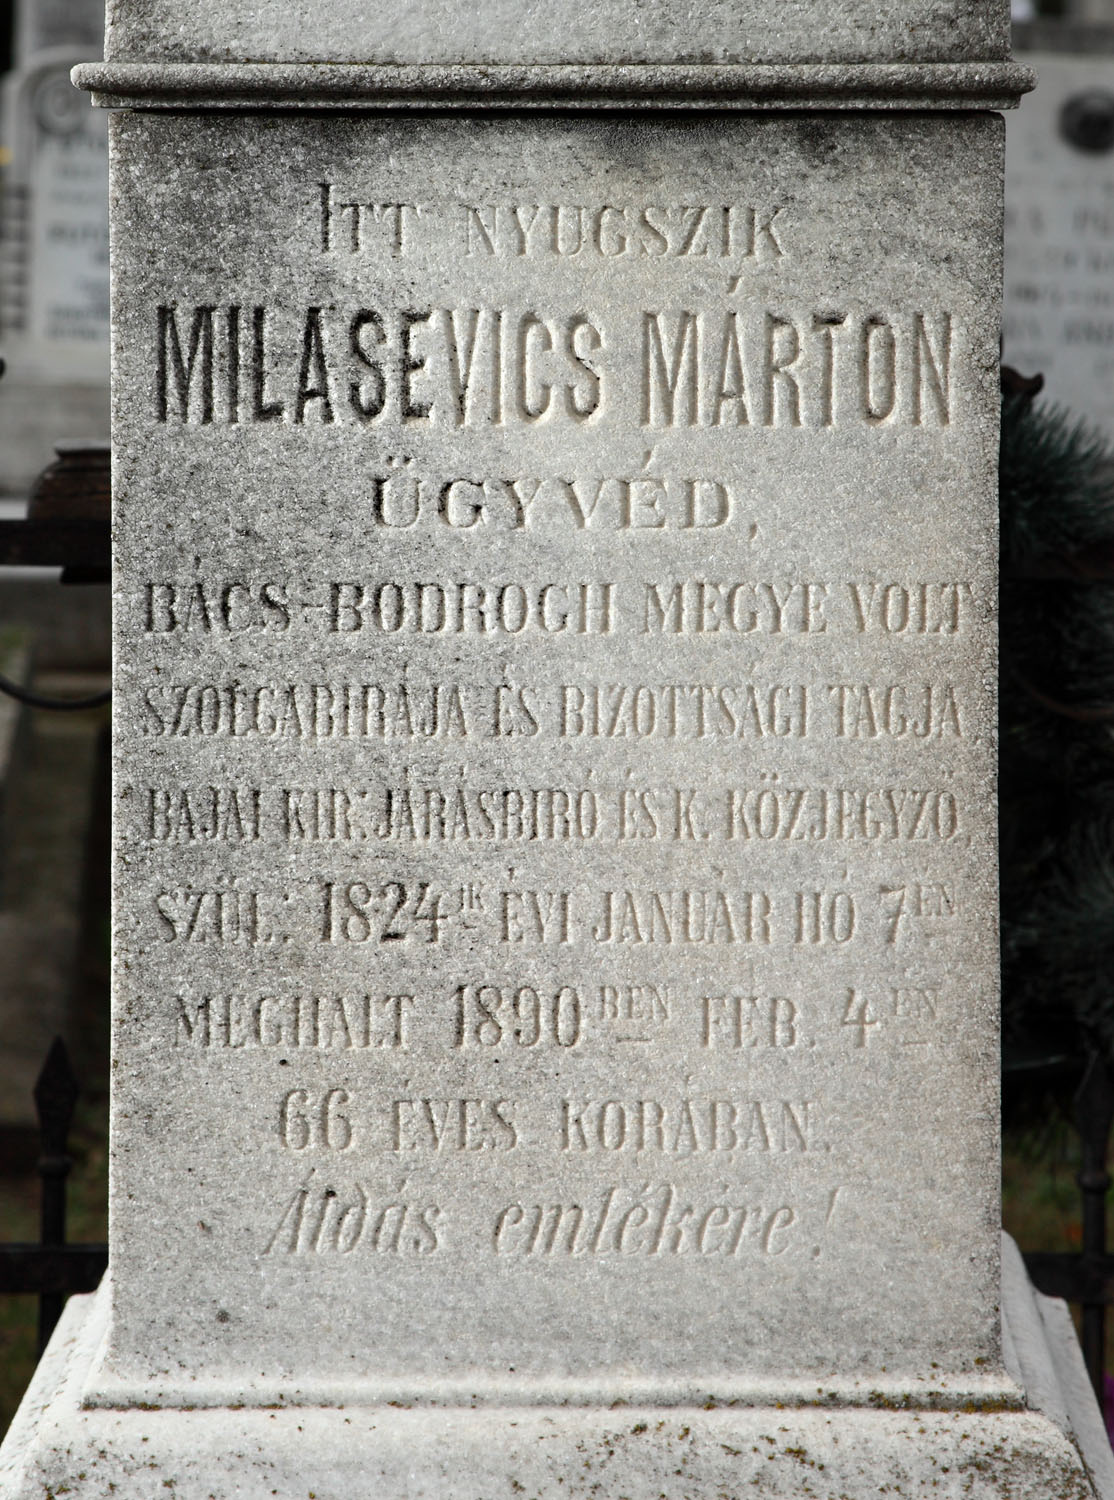 ITT NYUGSZIK
MILASEVICS MÁRTON
ÜGYVÉD,
BÁCS-BODROGH MEGYE VOLT
SZOLGABIRÁJA ÉS BIZOTTSÁGI TAGJA
BAJAI KIR. JÁRÁSBIRÓ ÉS K. KÖZJEGYZŐ,
SZÜL: 1824IK ÉVI JANUÁR HÓ 7ÉN
MEGHALT 1890BEN FEB. 4ÉN
66 ÉVES KORÁBAN.
Áldás emlékére!